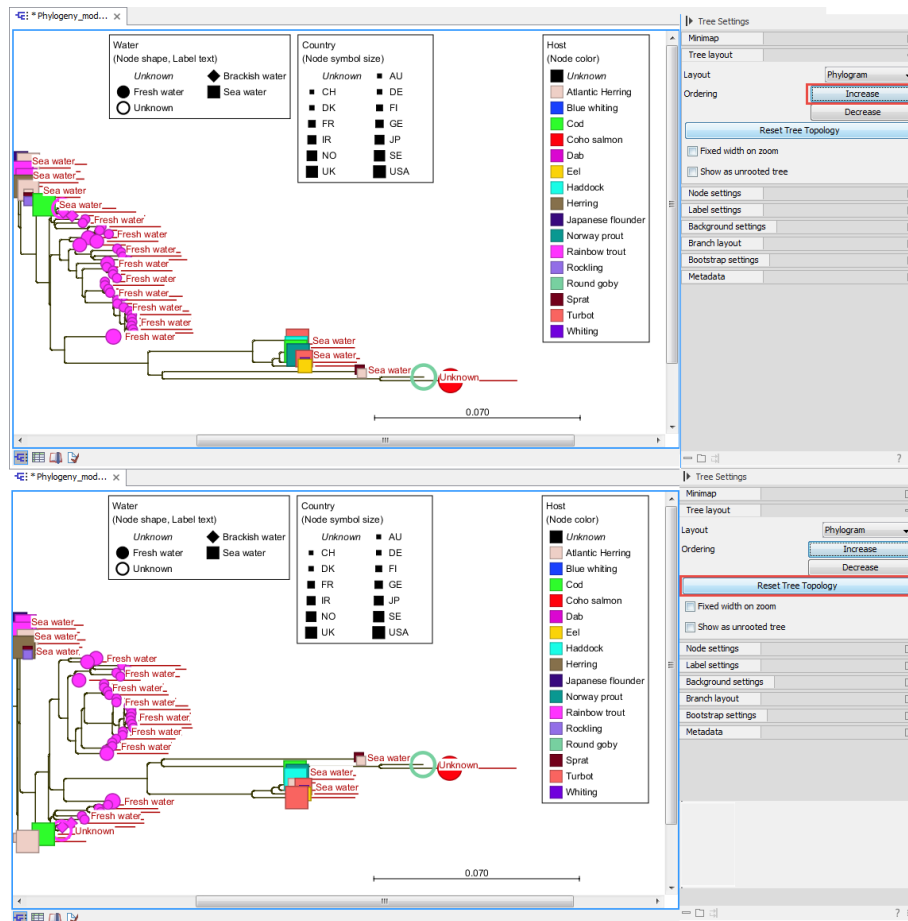 * Phylogeny_mod... ×
Water
(Node shape, Label text)
Unknown
Brackish water
Fresh water
Sea water
Unknown
Country
(Node symbol size)
Unknown AU
CH DE
DK FI
FR GE
IR JP
NO SE
UK USA
Host
(Node color)
Unknown
Atlantic Herring
Blue whiting
Cod
Coho salmon
Dab
Eel
Haddock
Herring
Japanese flounder
Norway prout
Rainbow trout
Rockling
Round goby
Sprat
Turbot
Whiting
Sea water
Sea water
Sea water
Sea water
Fresh water
Fresh water
Fresh water
Fresh water
Fresh water
Fresh water
Fresh water
Fresh water
Fresh water
Sea water
Sea water
Sea water
Unknown
0.070
Tree Settings
Minimap
Tree layout
Layout Phylogram
Ordering Increase
Decrease
Reset Tree Topology
Fixed width on zoom
Show as unrooted tree
Node settings
Label settings
Background settings
Branch layout
Bootstrap settings
Metadata
?
* Phylogeny_mod... ×
Water
(Node shape, Label text)
Unknown
Brackish water
Fresh water
Sea water
Unknown
Country
(Node symbol size)
Unknown AU
CH DE
DK FI
FR GE
IR JP
NO SE
UK USA
Host
(Node color)
Unknown
Atlantic Herring
Blue whiting
Cod
Coho salmon
Dab
Eel
Haddock
Herring
Japanese flounder
Norway prout
Rainbow trout
Rockling
Round goby
Sprat
Turbot
Whiting
Sea water
Sea water
Sea water
Fresh water
Fresh water
Fresh water
Fresh water
Fresh water
Fresh water
Fresh water
Sea water
Unknown
Sea water
Sea water
Fresh water
Fresh water
Unknown
0.070
Tree Settings
Minimap
Tree layout
Layout Phylogram
Ordering Increase
Decrease
Reset Tree Topology
Fixed width on zoom
Show as unrooted tree
Node settings
Label settings
Background settings
Branch layout
Bootstrap settings
Metadata
?